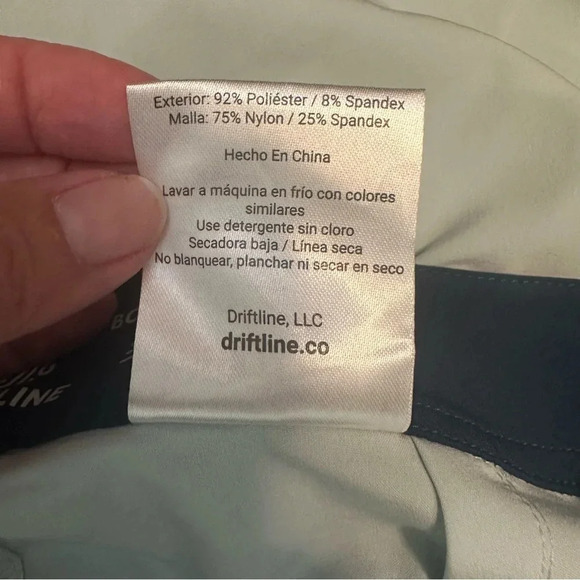 Exterior: 92% Poliéster / 8% Spandex
Malla: 75% Nylon / 25% Spandex
Hecho En China
Lavar a máquina en frío con colores
similares
Use detergente sin cloro
Secadora baja / Línea seca
No blanquear, planchar ni secar en seco
Driftline, LLC
driftline.co
LINE